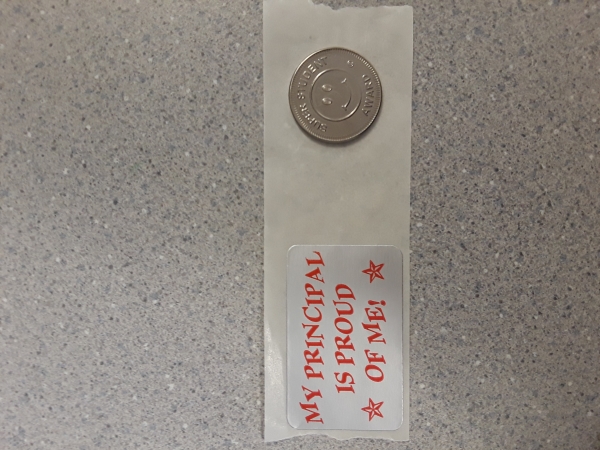 SUPER STUDENT
AWARD
MY PRINCIPAL
IS PROUD
OF ME!